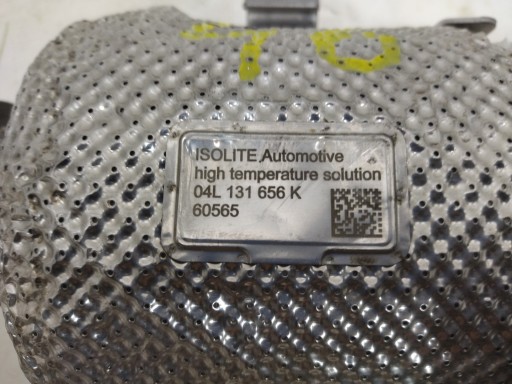 ISOLITE Automotive
high temperature solution
04L 131 656 K
60565